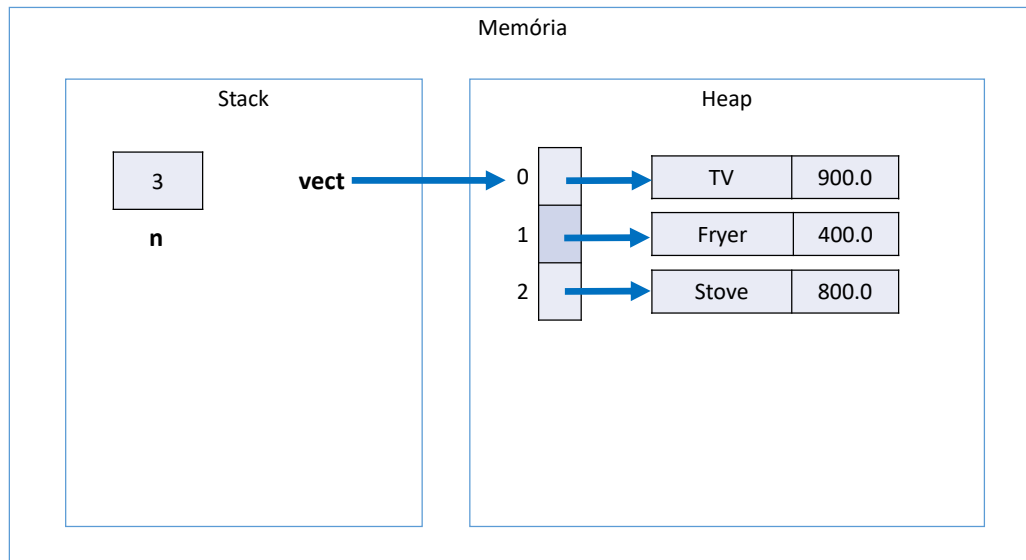 Memória
Stack
Heap
3
n
vect
0
TV 900.0
1
Fryer 400.0
2
Stove 800.0